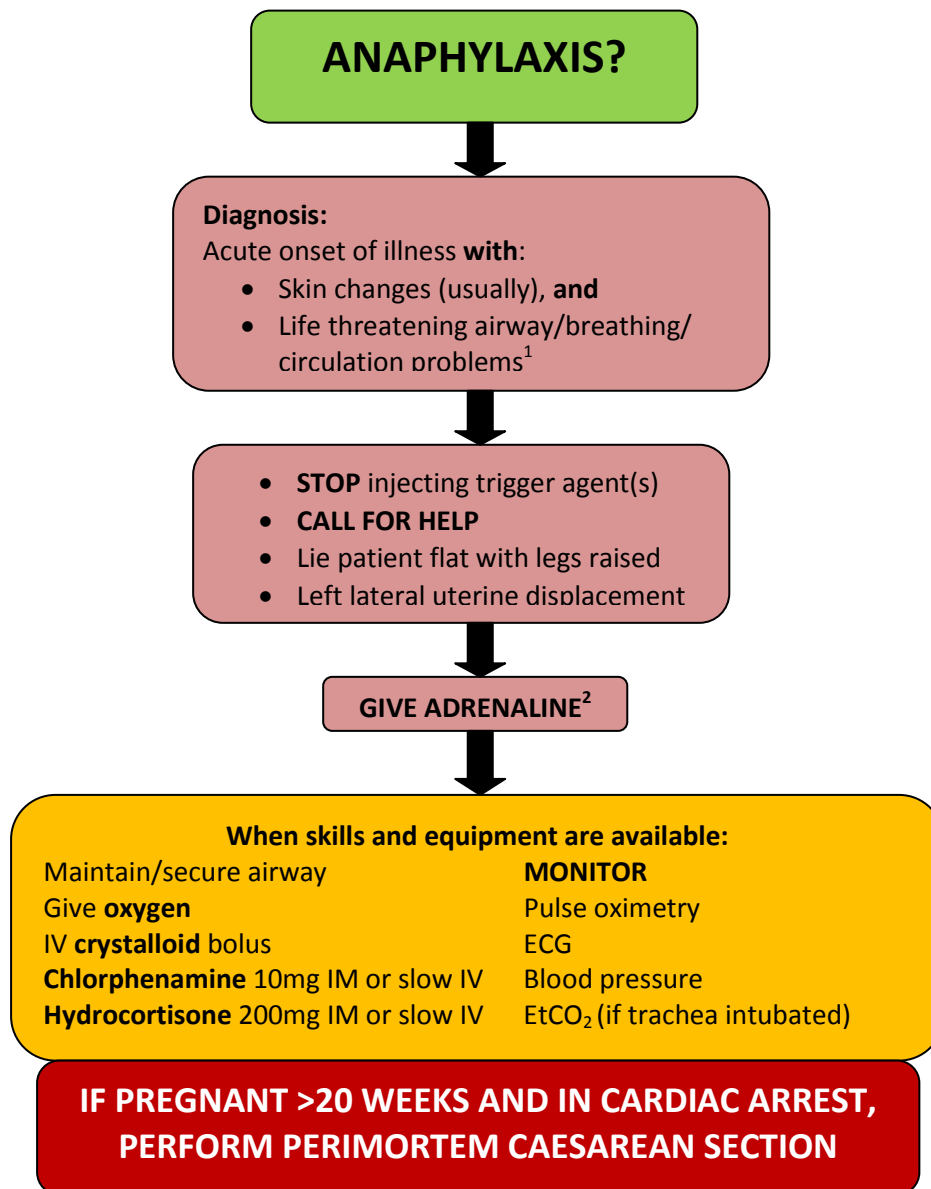 ANAPHYLAXIS?
Diagnosis:
Acute onset of illness with:
• Skin changes (usually), and
• Life threatening airway/breathing/
circulation problems¹
• STOP injecting trigger agent(s)
• CALL FOR HELP
• Lie patient flat with legs raised
• Left lateral uterine displacement
GIVE ADRENALINE²
When skills and equipment are available:
Maintain/secure airway
Give oxygen
IV crystalloid bolus
Chlorphenamine 10mg IM or slow IV
Hydrocortisone 200mg IM or slow IV
MONITOR
Pulse oximetry
ECG
Blood pressure
EtCO₂ (if trachea intubated)
IF PREGNANT >20 WEEKS AND IN CARDIAC ARREST,
PERFORM PERIMORTEM CAESAREAN SECTION